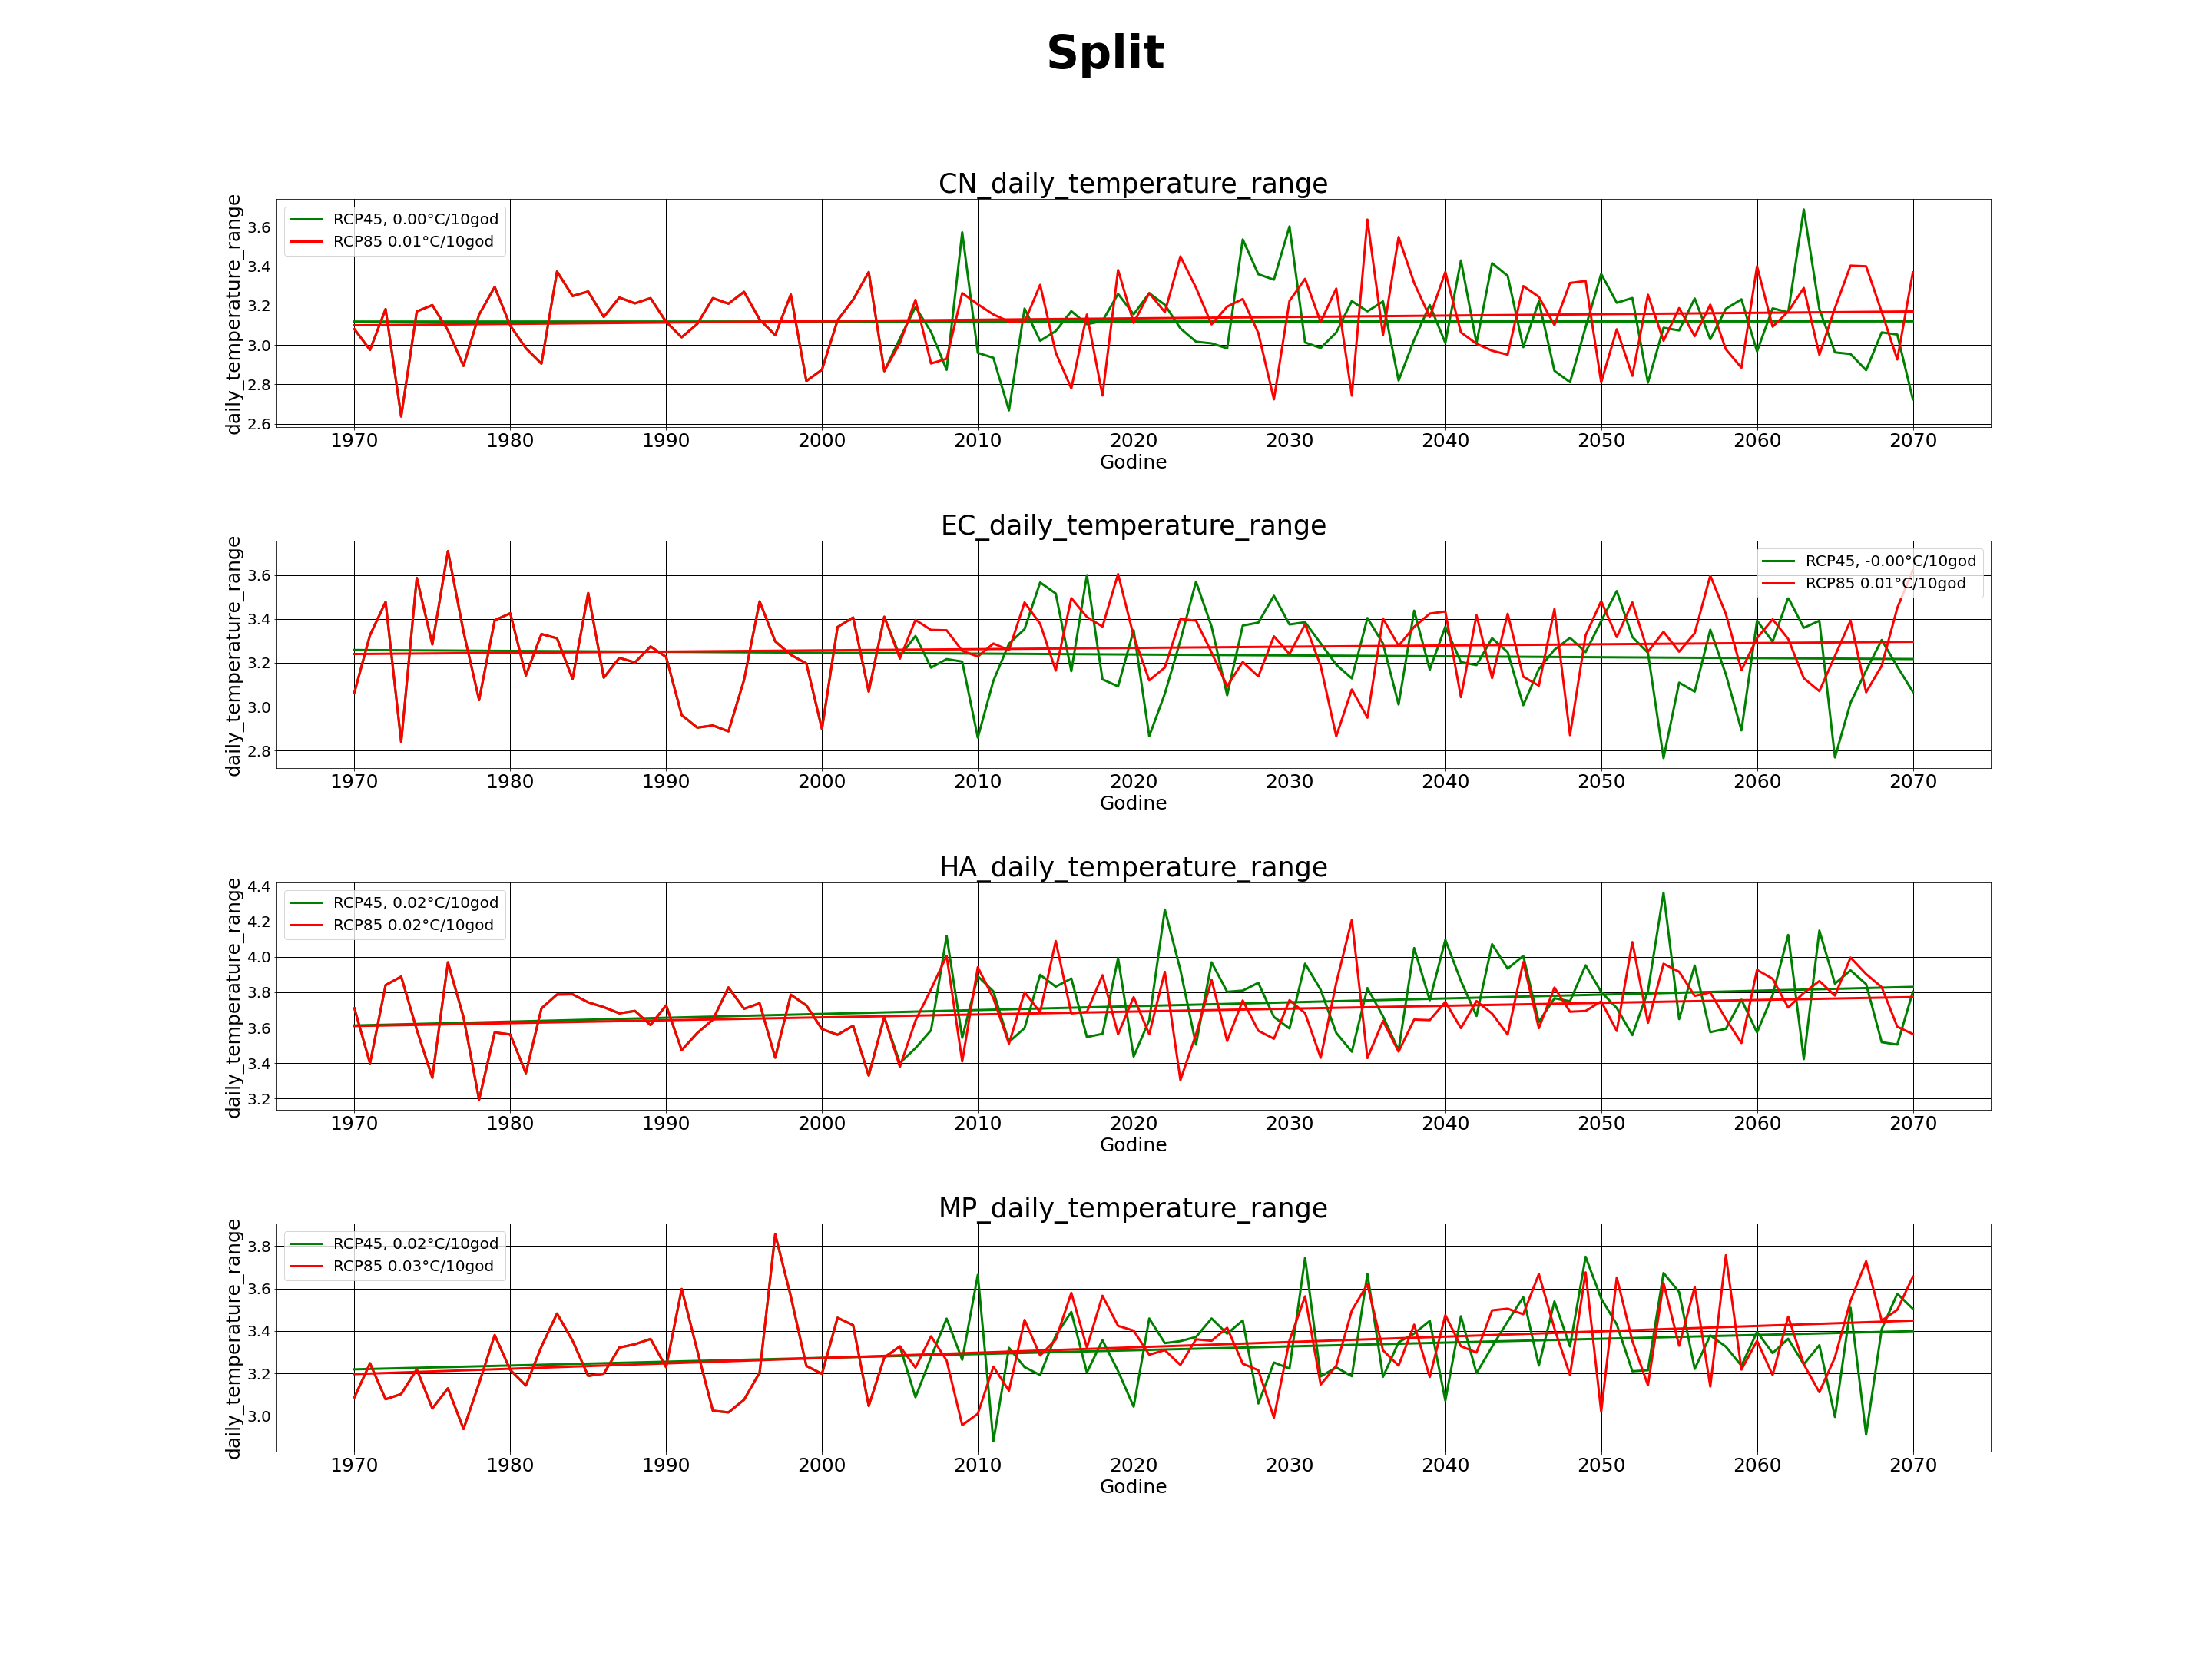 Split
CN_daily_temperature_range
daily_temperature_range
3.6
3.4
3.2
3.0
2.8
2.6
RCP45, 0.00°C/10god
RCP85 0.01°C/10god
1970 1980 1990 2000 2010 2020 2030 2040 2050 2060 2070
Godine
EC_daily_temperature_range
daily_temperature_range
3.6
3.4
3.2
3.0
2.8
RCP45, -0.00°C/10god
RCP85 0.01°C/10god
1970 1980 1990 2000 2010 2020 2030 2040 2050 2060 2070
Godine
HA_daily_temperature_range
daily_temperature_range
4.4
4.2
4.0
3.8
3.6
3.4
3.2
RCP45, 0.02°C/10god
RCP85 0.02°C/10god
1970 1980 1990 2000 2010 2020 2030 2040 2050 2060 2070
Godine
MP_daily_temperature_range
daily_temperature_range
3.8
3.6
3.4
3.2
3.0
RCP45, 0.02°C/10god
RCP85 0.03°C/10god
1970 1980 1990 2000 2010 2020 2030 2040 2050 2060 2070
Godine